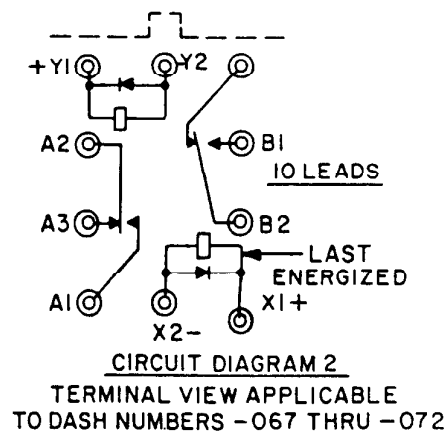 +Y1
-Y2
A2
B1
10 LEADS
A3
B2
LAST
ENERGIZED
A1
X2-
X1+
CIRCUIT DIAGRAM 2
TERMINAL VIEW APPLICABLE
TO DASH NUMBERS -067 THRU -072